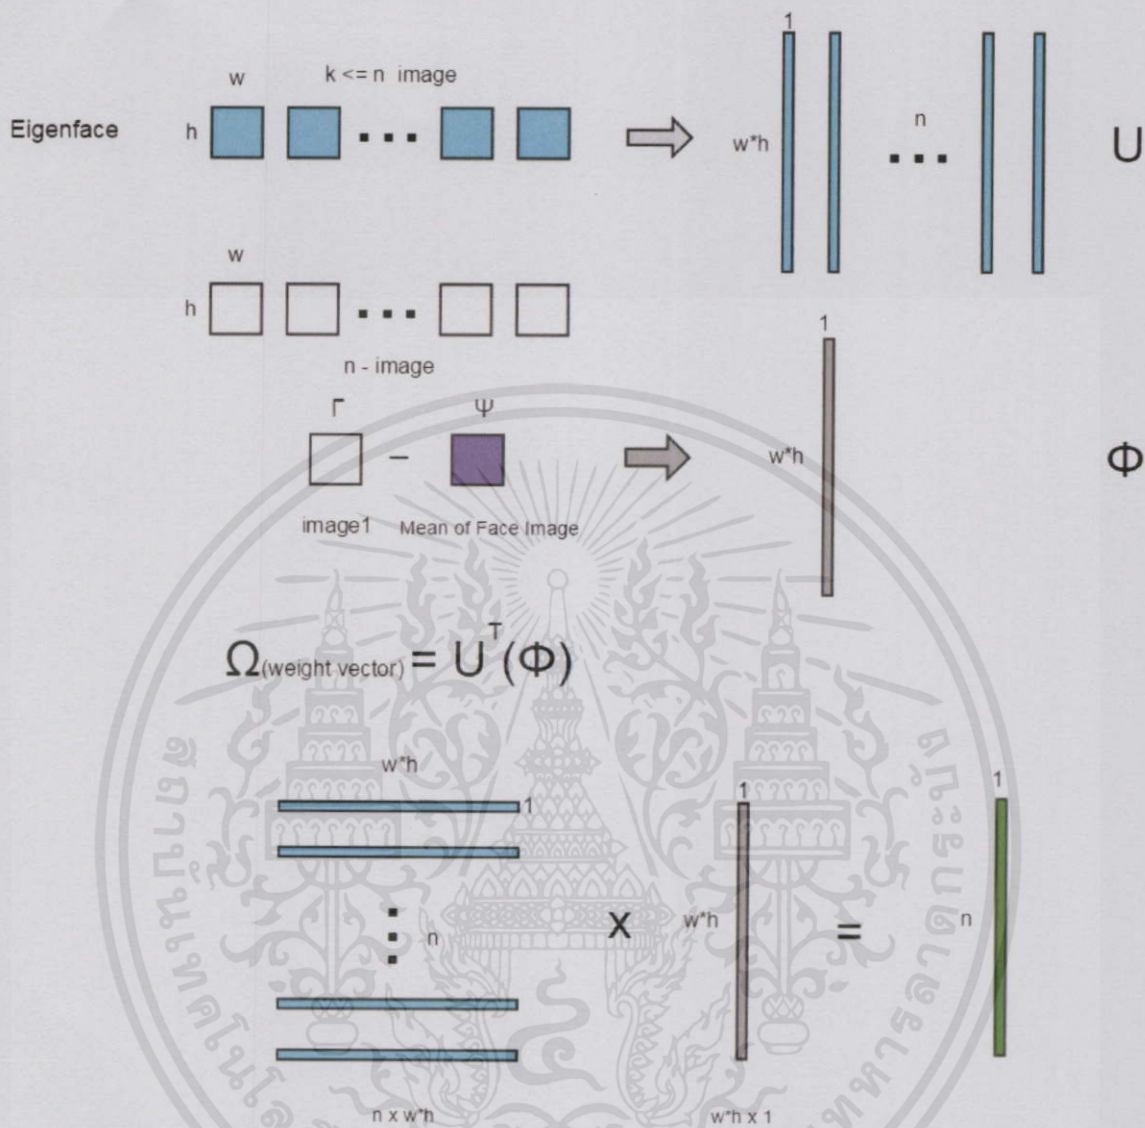 Eigenface
w
k <= n image
h
1
w*h
n
U
w
h
n - image
Γ
Ψ
–
image1
Mean of Face Image
1
w*h
Φ
Ω(weight vector) = U^T(Φ)
w*h
1
n
n x w*h
X
1
w*h
w*h x 1
=
1
n